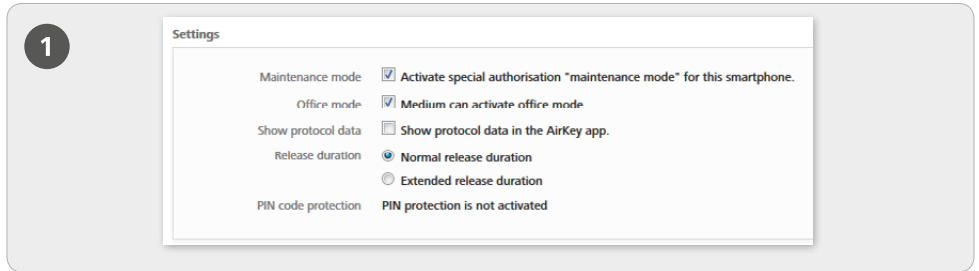 1
Settings
Maintenance mode Activate special authorisation "maintenance mode" for this smartphone.
Office mode Medium can activate office mode
Show protocol data Show protocol data in the AirKey app.
Release duration Normal release duration
Extended release duration
PIN code protection PIN protection is not activated